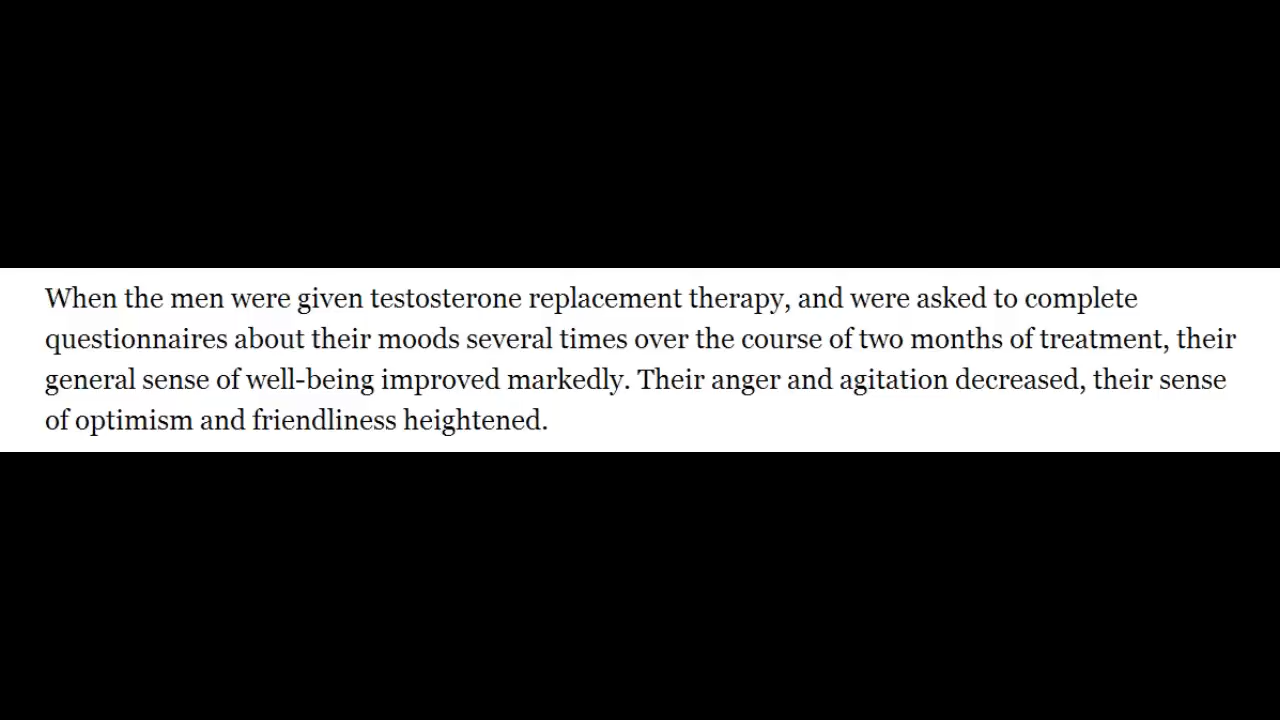 When the men were given testosterone replacement therapy, and were asked to complete
questionnaires about their moods several times over the course of two months of treatment, their
general sense of well-being improved markedly. Their anger and agitation decreased, their sense
of optimism and friendliness heightened.